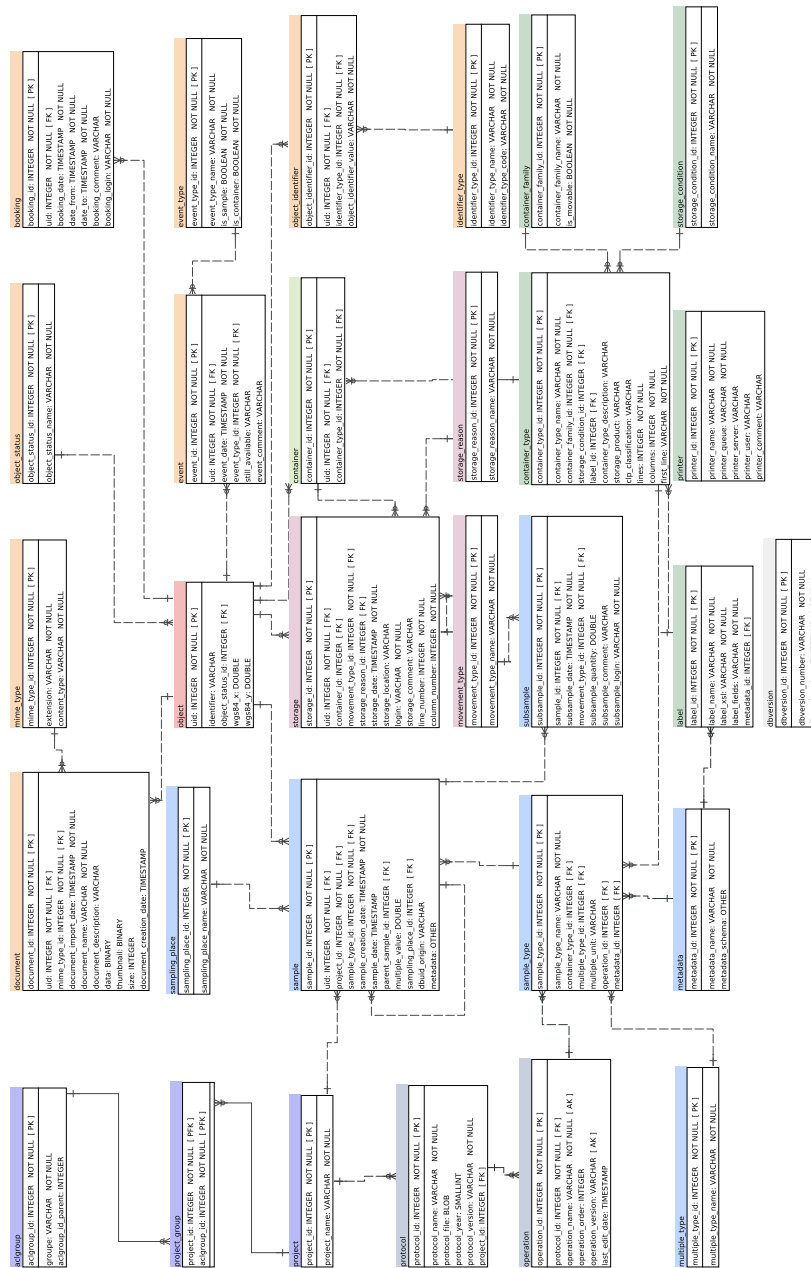 booking
booking_id: INTEGER NOT NULL [ PK ]
uid: INTEGER NOT NULL [ FK ]
booking_date: TIMESTAMP NOT NULL
date_from: TIMESTAMP NOT NULL
date_to: TIMESTAMP NOT NULL
booking_comment: VARCHAR
booking_login: VARCHAR NOT NULL
event_type
event_type_id: INTEGER NOT NULL [ PK ]
event_type_name: VARCHAR NOT NULL
is_sample: BOOLEAN NOT NULL
is_container: BOOLEAN NOT NULL
object_identifier
object_identifier_id: INTEGER NOT NULL [ PK ]
uid: INTEGER NOT NULL [ FK ]
identifier_type_id: INTEGER NOT NULL [ FK ]
object_identifier_value: VARCHAR NOT NULL
identifier_type
identifier_type_id: INTEGER NOT NULL [ PK ]
identifier_type_name: VARCHAR NOT NULL
identifier_type_code: VARCHAR NOT NULL
container_family
container_family_id: INTEGER NOT NULL [ PK ]
container_family_name: VARCHAR NOT NULL
is_movable: BOOLEAN NOT NULL
storage_condition
storage_condition_id: INTEGER NOT NULL [ PK ]
storage_condition_name: VARCHAR NOT NULL
object_status
object_status_id: INTEGER NOT NULL [ PK ]
object_status_name: VARCHAR NOT NULL
event
event_id: INTEGER NOT NULL [ PK ]
uid: INTEGER NOT NULL [ FK ]
event_date: TIMESTAMP NOT NULL
event_type_id: INTEGER NOT NULL [ FK ]
still_available: VARCHAR
event_comment: VARCHAR
container
container_id: INTEGER NOT NULL [ PK ]
uid: INTEGER NOT NULL [ FK ]
container_type_id: INTEGER NOT NULL [ FK ]
storage_reason
storage_reason_id: INTEGER NOT NULL [ PK ]
storage_reason_name: VARCHAR NOT NULL
container_type
container_type_id: INTEGER NOT NULL [ PK ]
container_type_name: VARCHAR NOT NULL
container_family_id: INTEGER NOT NULL [ FK ]
storage_condition_id: INTEGER [ FK ]
label_id: INTEGER [ FK ]
container_type_description: VARCHAR
storage_product: VARCHAR
clp_classification: VARCHAR
lines: INTEGER NOT NULL
columns: INTEGER NOT NULL
first_line: VARCHAR NOT NULL
printer
printer_id: INTEGER NOT NULL [ PK ]
printer_name: VARCHAR NOT NULL
printer_queue: VARCHAR NOT NULL
printer_server: VARCHAR
printer_user: VARCHAR
printer_comment: VARCHAR
mime_type
mime_type_id: INTEGER NOT NULL [ PK ]
extension: VARCHAR NOT NULL
content_type: VARCHAR NOT NULL
object
uid: INTEGER NOT NULL [ PK ]
identifier: VARCHAR
object_status_id: INTEGER [ FK ]
wgs84_x: DOUBLE
wgs84_y: DOUBLE
storage
storage_id: INTEGER NOT NULL [ PK ]
uid: INTEGER NOT NULL [ FK ]
container_id: INTEGER [ FK ]
movement_type_id: INTEGER NOT NULL [ FK ]
storage_reason_id: INTEGER [ FK ]
storage_date: TIMESTAMP NOT NULL
storage_location: VARCHAR
login: VARCHAR NOT NULL
storage_comment: VARCHAR
line_number: INTEGER NOT NULL
column_number: INTEGER NOT NULL
movement_type
movement_type_id: INTEGER NOT NULL [ PK ]
movement_type_name: VARCHAR NOT NULL
subsample
subsample_id: INTEGER NOT NULL [ PK ]
sample_id: INTEGER NOT NULL [ FK ]
subsample_date: TIMESTAMP NOT NULL
movement_type_id: INTEGER NOT NULL [ FK ]
subsample_quantity: DOUBLE
subsample_comment: VARCHAR
subsample_login: VARCHAR NOT NULL
label
label_id: INTEGER NOT NULL [ PK ]
label_name: VARCHAR NOT NULL
label_xsl: VARCHAR NOT NULL
label_fields: VARCHAR NOT NULL
metadata_id: INTEGER [ FK ]
dbversion
dbversion_id: INTEGER NOT NULL [ PK ]
dbversion_number: VARCHAR NOT NULL
document
document_id: INTEGER NOT NULL [ PK ]
uid: INTEGER NOT NULL [ FK ]
mime_type_id: INTEGER NOT NULL [ FK ]
document_import_date: TIMESTAMP NOT NULL
document_name: VARCHAR NOT NULL
document_description: VARCHAR
data: BINARY
thumbnail: BINARY
size: INTEGER
document_creation_date: TIMESTAMP
sampling_place
sampling_place_id: INTEGER NOT NULL [ PK ]
sampling_place_name: VARCHAR NOT NULL
sample
sample_id: INTEGER NOT NULL [ PK ]
uid: INTEGER NOT NULL [ FK ]
project_id: INTEGER NOT NULL [ FK ]
sample_type_id: INTEGER NOT NULL [ FK ]
sample_creation_date: TIMESTAMP NOT NULL
sample_date: TIMESTAMP
parent_sample_id: INTEGER [ FK ]
multiple_value: DOUBLE
sampling_place_id: INTEGER [ FK ]
dbuid_origin: VARCHAR
metadata: OTHER
sample_type
sample_type_id: INTEGER NOT NULL [ PK ]
sample_type_name: VARCHAR NOT NULL
container_type_id: INTEGER [ FK ]
multiple_type_id: INTEGER [ FK ]
multiple_unit: VARCHAR
operation_id: INTEGER [ FK ]
metadata_id: INTEGER [ FK ]
metadata
metadata_id: INTEGER NOT NULL [ PK ]
metadata_name: VARCHAR NOT NULL
metadata_schema: OTHER
aclgroup
aclgroup_id: INTEGER NOT NULL [ PK ]
groupe: VARCHAR NOT NULL
aclgroup_id_parent: INTEGER
project_group
project_id: INTEGER NOT NULL [ PFK ]
aclgroup_id: INTEGER NOT NULL [ PFK ]
project
project_id: INTEGER NOT NULL [ PK ]
project_name: VARCHAR NOT NULL
protocol
protocol_id: INTEGER NOT NULL [ PK ]
protocol_name: VARCHAR NOT NULL
protocol_file: BLOB
protocol_year: SMALLINT
protocol_version: VARCHAR NOT NULL
project_id: INTEGER [ FK ]
operation
operation_id: INTEGER NOT NULL [ PK ]
protocol_id: INTEGER NOT NULL [ FK ]
operation_name: VARCHAR NOT NULL [ AK ]
operation_order: INTEGER
operation_version: VARCHAR [ AK ]
last_edit_date: TIMESTAMP
multiple_type
multiple_type_id: INTEGER NOT NULL [ PK ]
multiple_type_name: VARCHAR NOT NULL